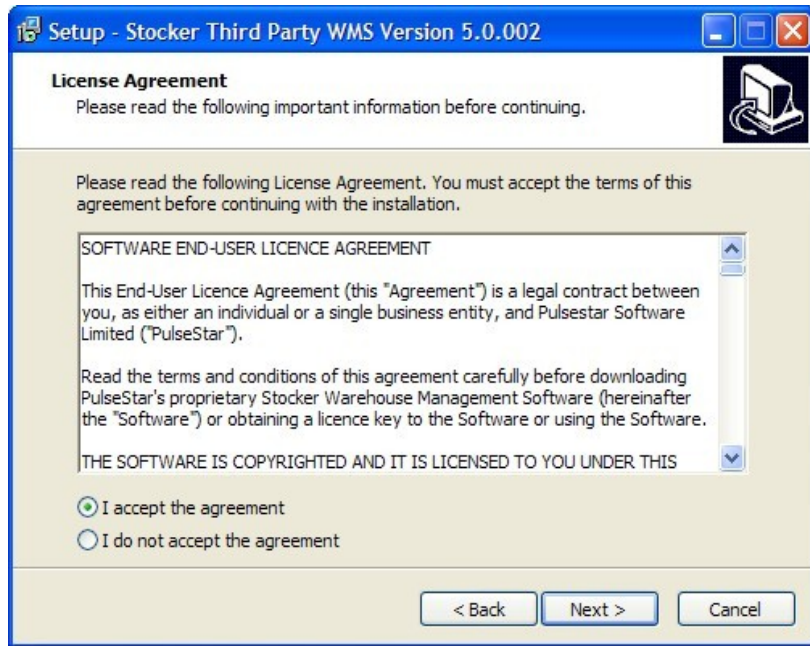 Setup - Stocker Third Party WMS Version 5.0.002
License Agreement
Please read the following important information before continuing.
Please read the following License Agreement. You must accept the terms of this
agreement before continuing with the installation.
SOFTWARE END-USER LICENCE AGREEMENT
This End-User Licence Agreement (this "Agreement") is a legal contract between
you, as either an individual or a single business entity, and Pulsestar Software
Limited ("PulseStar").
Read the terms and conditions of this agreement carefully before downloading
PulseStar's proprietary Stocker Warehouse Management Software (hereinafter
the "Software") or obtaining a licence key to the Software or using the Software.
THE SOFTWARE IS COPYRIGHTED AND IT IS LICENSED TO YOU UNDER THIS
I accept the agreement
I do not accept the agreement
< Back Next > Cancel